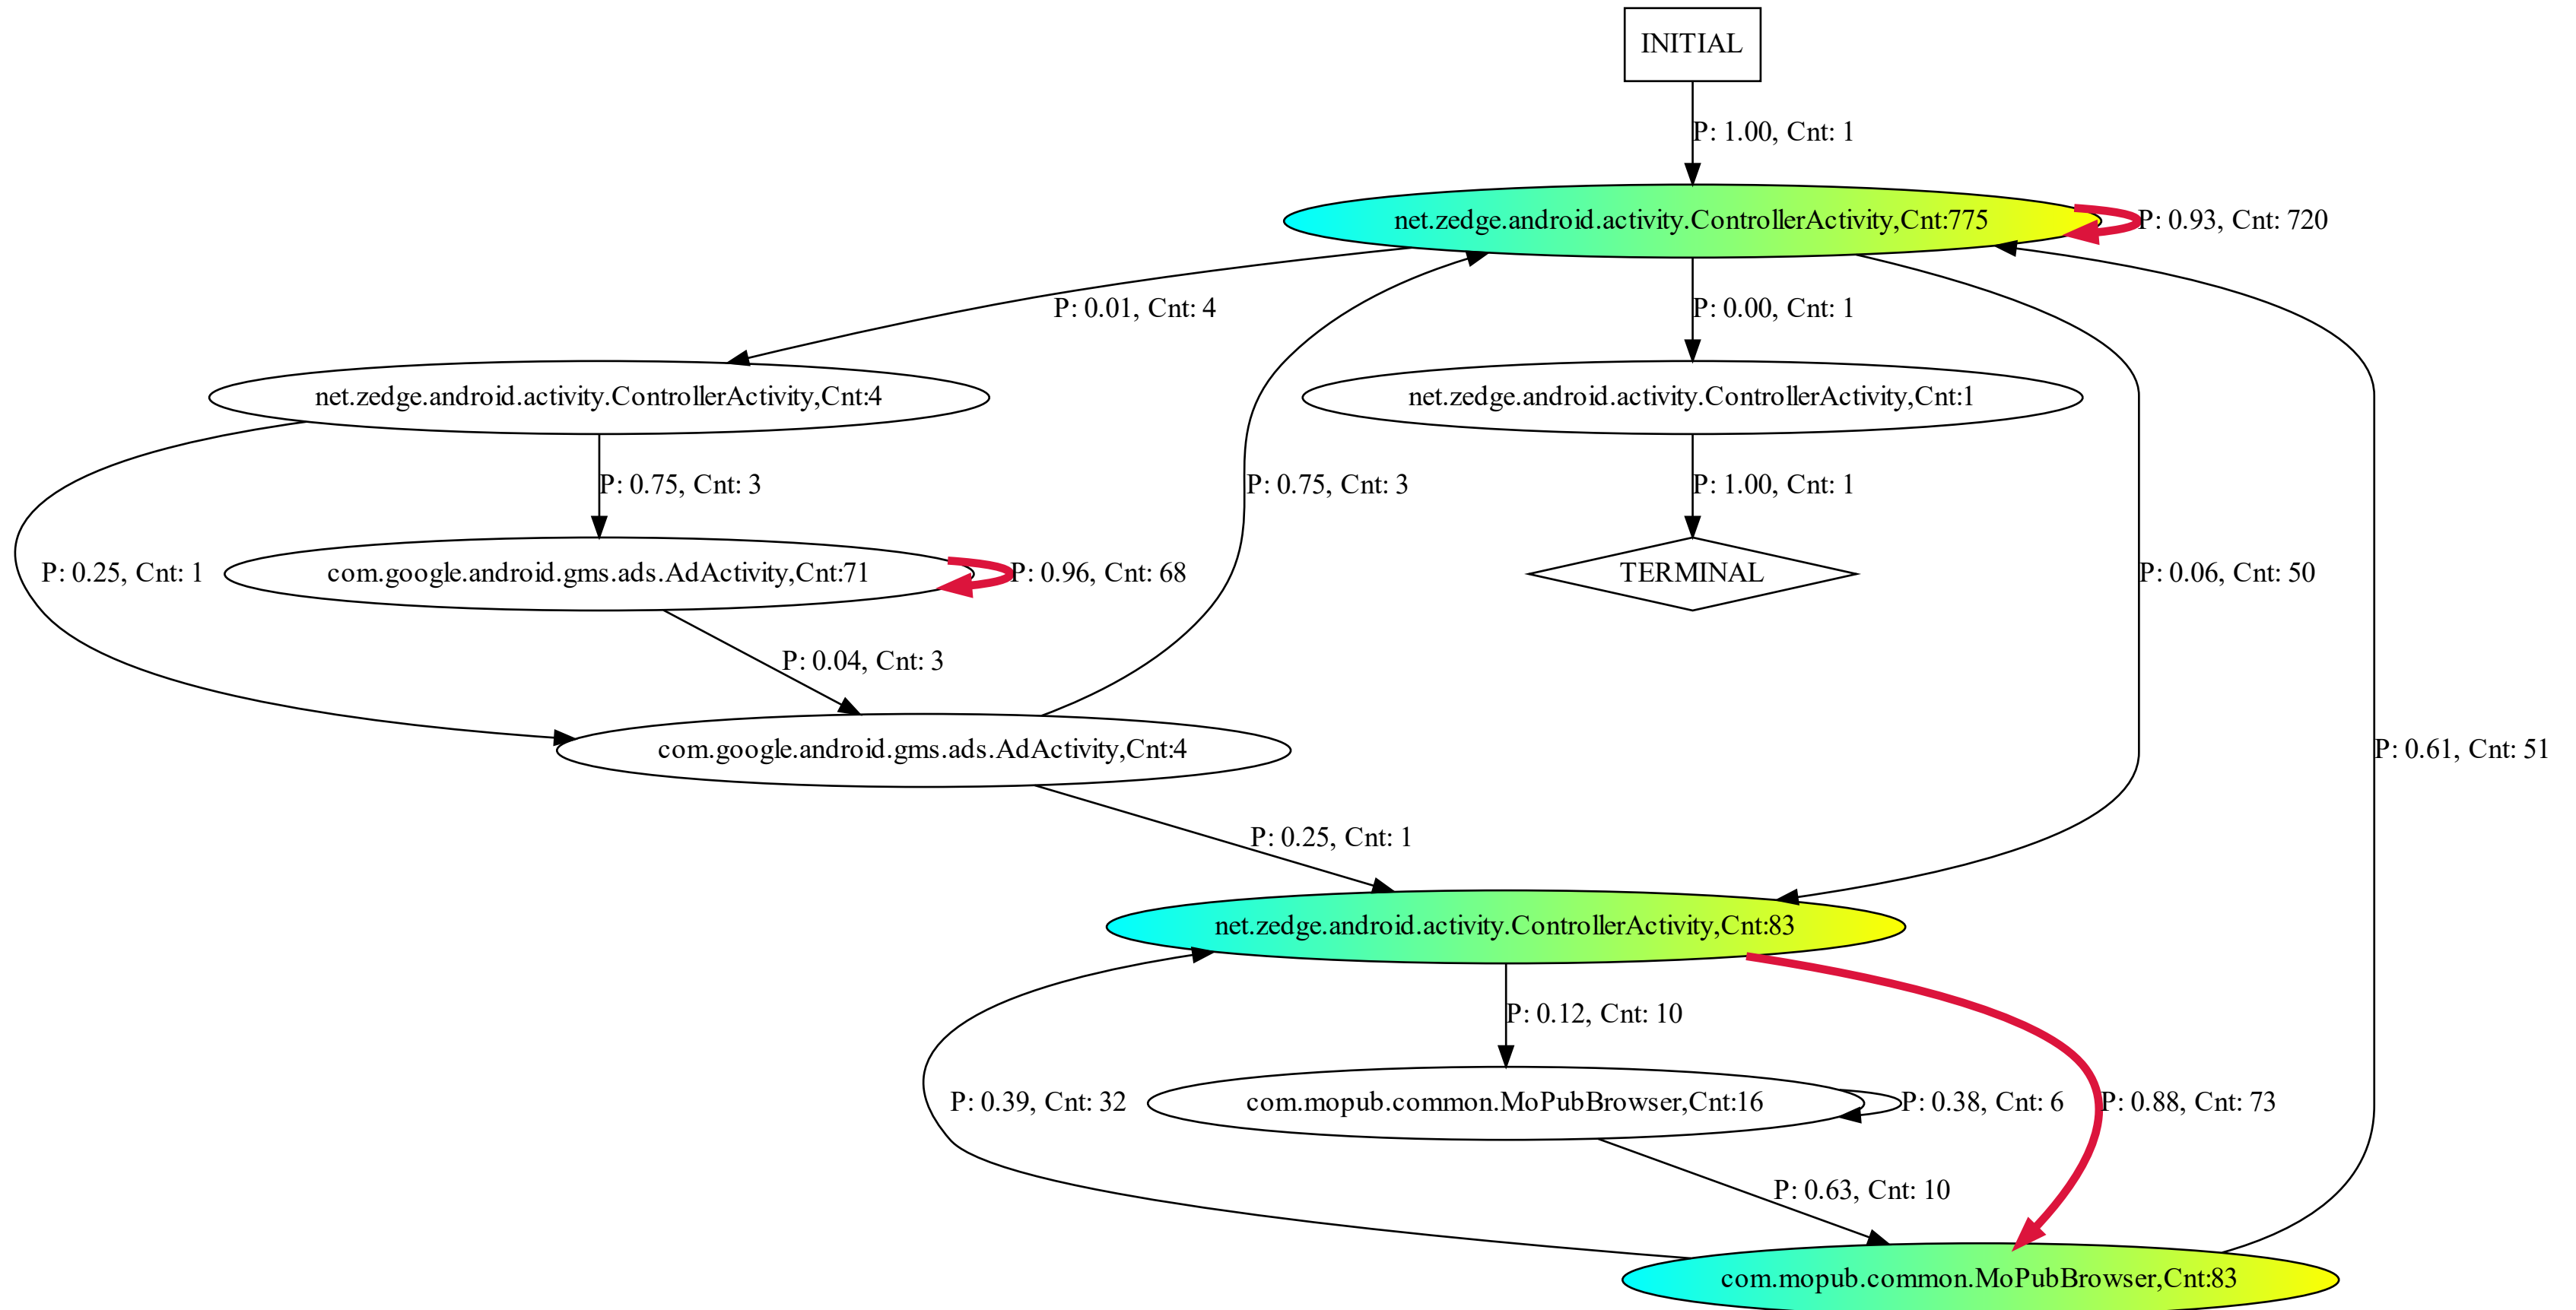 INITIAL
P: 1.00, Cnt: 1
net.zedge.android.activity.ControllerActivity,Cnt:775
P: 0.93, Cnt: 720
P: 0.01, Cnt: 4
P: 0.00, Cnt: 1
net.zedge.android.activity.ControllerActivity,Cnt:4
net.zedge.android.activity.ControllerActivity,Cnt:1
P: 0.75, Cnt: 3
P: 0.75, Cnt: 3
P: 1.00, Cnt: 1
P: 0.25, Cnt: 1
com.google.android.gms.ads.AdActivity,Cnt:71
P: 0.96, Cnt: 68
TERMINAL
P: 0.06, Cnt: 50
P: 0.04, Cnt: 3
com.google.android.gms.ads.AdActivity,Cnt:4
P: 0.61, Cnt: 51
P: 0.25, Cnt: 1
net.zedge.android.activity.ControllerActivity,Cnt:83
P: 0.12, Cnt: 10
P: 0.39, Cnt: 32
com.mopub.common.MoPubBrowser,Cnt:16
P: 0.38, Cnt: 6
P: 0.88, Cnt: 73
P: 0.63, Cnt: 10
com.mopub.common.MoPubBrowser,Cnt:83